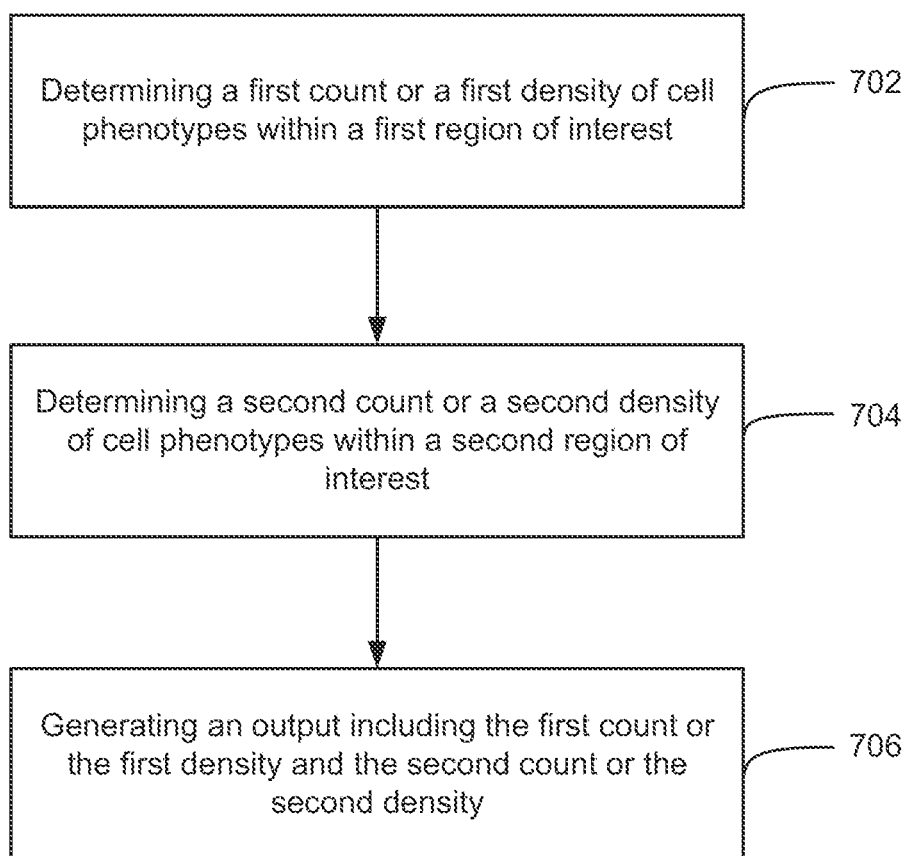 Determining a first count or a first density of cell
phenotypes within a first region of interest
702
Determining a second count or a second density
of cell phenotypes within a second region of
interest
704
Generating an output including the first count or
the first density and the second count or the
second density
706